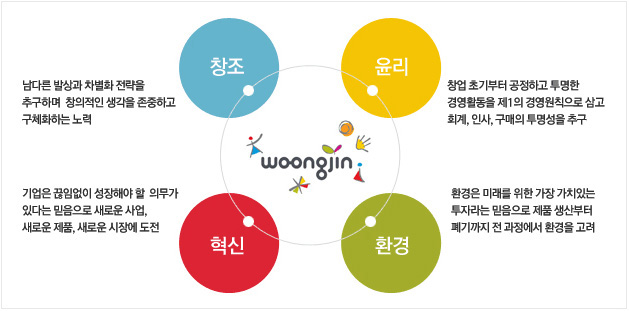 창조
남다른 발상과 차별화 전략을
추구하며 창의적인 생각을 존중하고
구체화하는 노력
윤리
창업 초기부터 공정하고 투명한
경영활동을 제1의 경영원칙으로 삼고
회계, 인사, 구매의 투명성을 추구
woongjin
혁신
기업은 끊임없이 성장해야 할 의무가
있다는 믿음으로 새로운 사업,
새로운 제품, 새로운 시장에 도전
환경
환경은 미래를 위한 가장 가치있는
투자라는 믿음으로 제품 생산부터
폐기까지 전 과정에서 환경을 고려